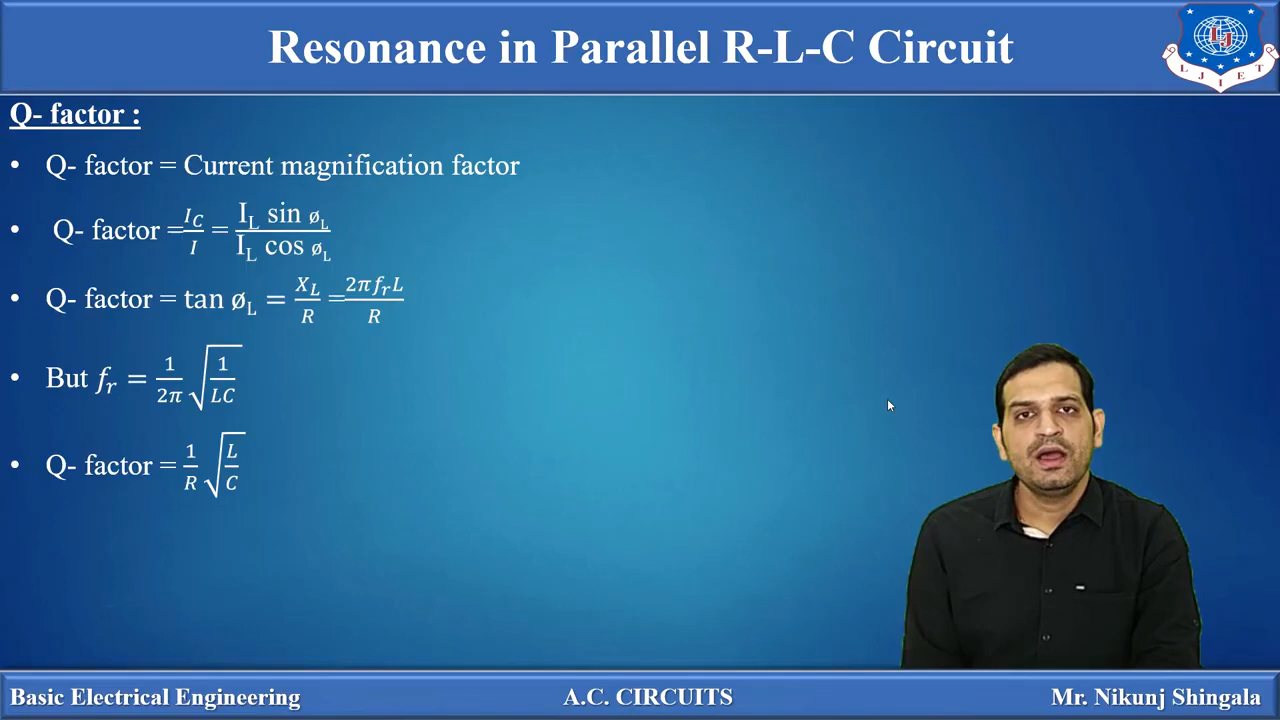 Resonance in Parallel R-L-C Circuit
L J I E T
LJ
Q- factor :
• Q- factor = Current magnification factor
• Q- factor = I_C/I = I_L sin ø_L / I_L cos ø_L
• Q- factor = tan ø_L = X_L/R = 2πf_rL/R
• But f_r = 1/2π √(1/LC)
• Q- factor = 1/R √(L/C)
Basic Electrical Engineering
A.C. CIRCUITS
Mr. Nikunj Shingala